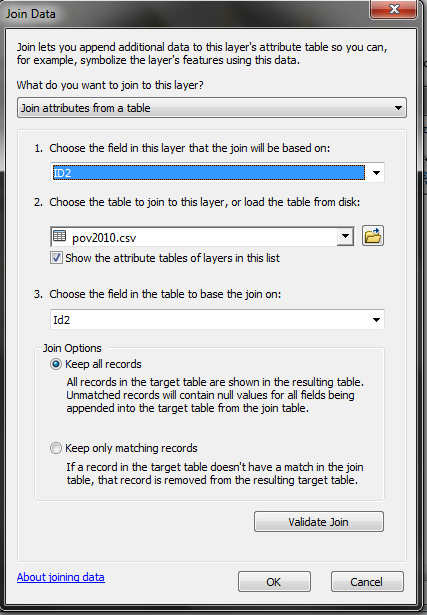 Join Data
Join lets you append additional data to this layer's attribute table so you can,
for example, symbolize the layer's features using this data.
What do you want to join to this layer?
Join attributes from a table
1. Choose the field in this layer that the join will be based on:
ID2
2. Choose the table to join to this layer, or load the table from disk:
pov2010.csv
Show the attribute tables of layers in this list
3. Choose the field in the table to base the join on:
Id2
Join Options
Keep all records
All records in the target table are shown in the resulting table.
Unmatched records will contain null values for all fields being
appended into the target table from the join table.
Keep only matching records
If a record in the target table doesn't have a match in the join
table, that record is removed from the resulting target table.
Validate Join
About joining data
OK
Cancel